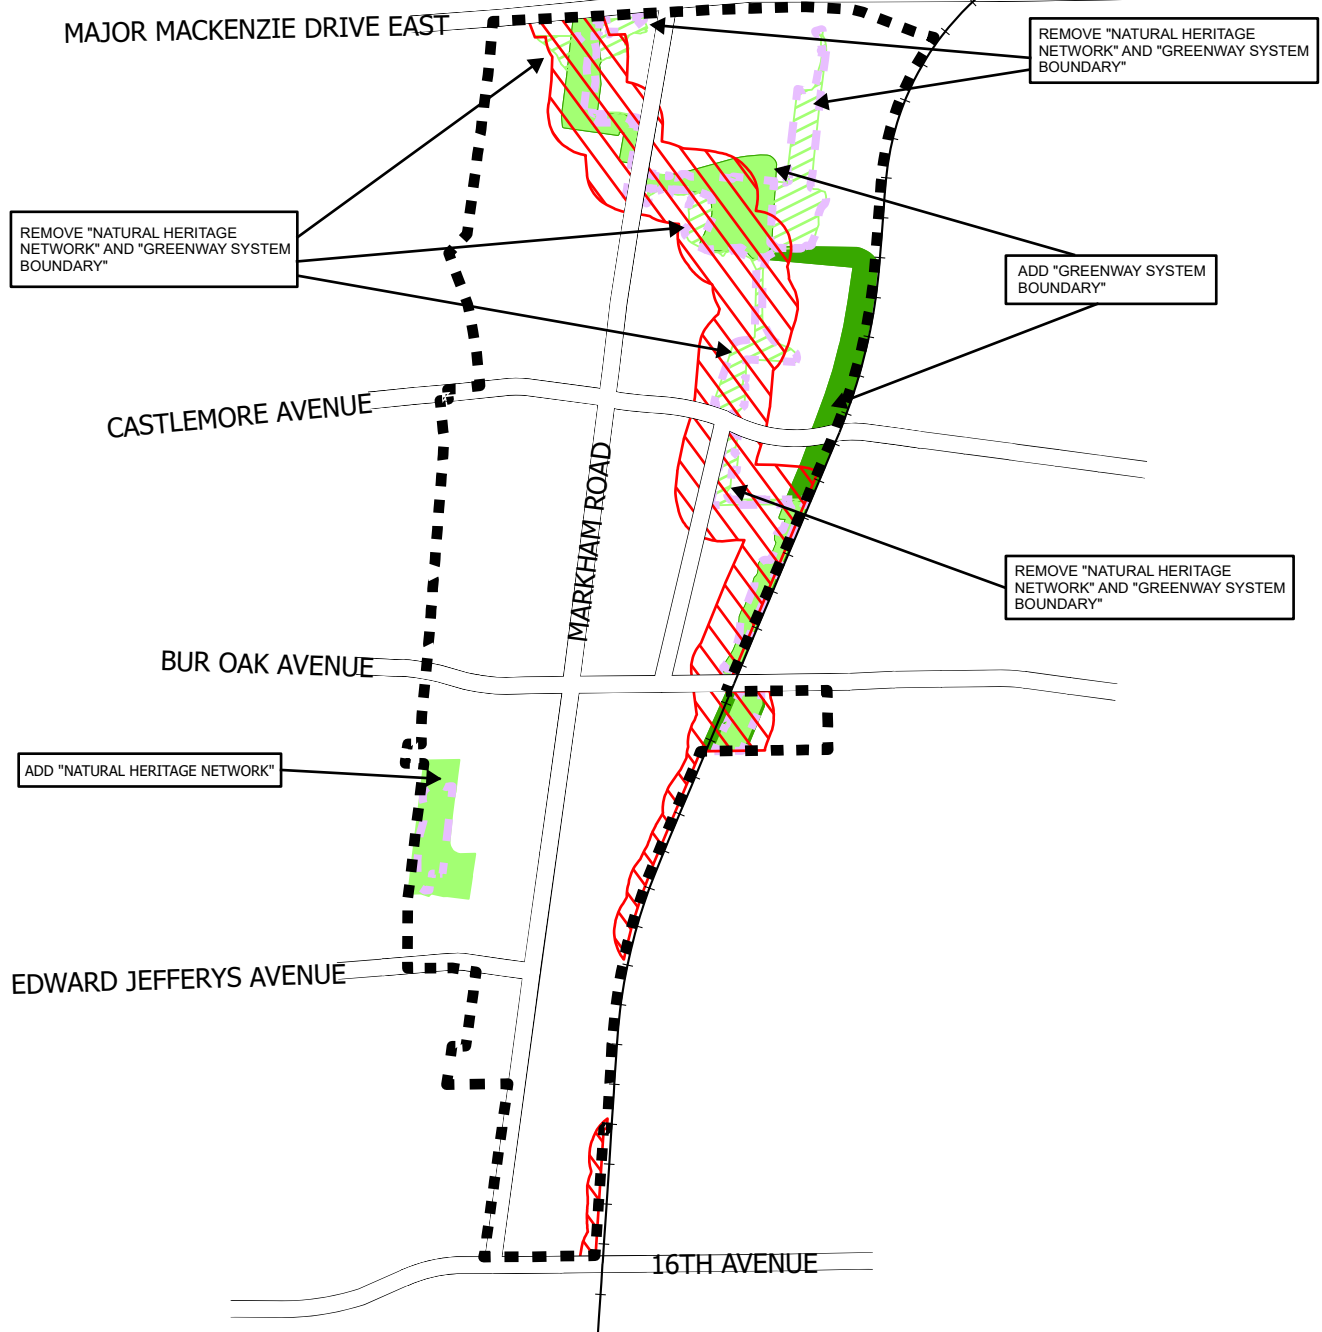 MAJOR MACKENZIE DRIVE EAST
REMOVE "NATURAL HERITAGE
NETWORK" AND "GREENWAY SYSTEM
BOUNDARY"
REMOVE "NATURAL HERITAGE
NETWORK" AND "GREENWAY SYSTEM
BOUNDARY"
ADD "GREENWAY SYSTEM
BOUNDARY"
CASTLEMORE AVENUE
MARKHAM ROAD
REMOVE "NATURAL HERITAGE
NETWORK" AND "GREENWAY SYSTEM
BOUNDARY"
BUR OAK AVENUE
ADD "NATURAL HERITAGE NETWORK"
EDWARD JEFFERYS AVENUE
16TH AVENUE